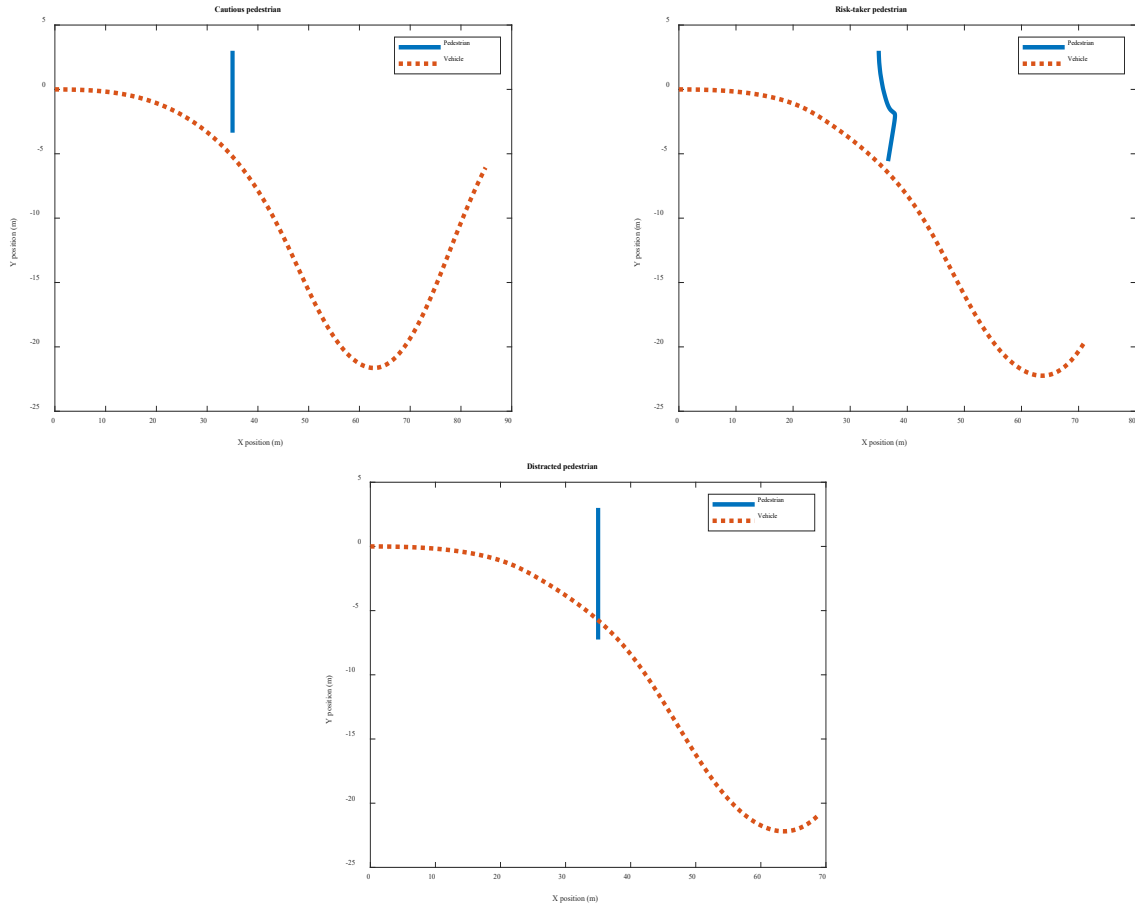 Cautious pedestrian
5
0
-5
-10
-15
-20
-25
Y position (m)
0 10 20 30 40 50 60 70 80 90
X position (m)
Pedestrian
Vehicle
Risk-taker pedestrian
5
0
-5
-10
-15
-20
-25
Y position (m)
0 10 20 30 40 50 60 70 80
X position (m)
Pedestrian
Vehicle
Distracted pedestrian
5
0
-5
-10
-15
-20
-25
Y position (m)
0 10 20 30 40 50 60 70
X position (m)
Pedestrian
Vehicle